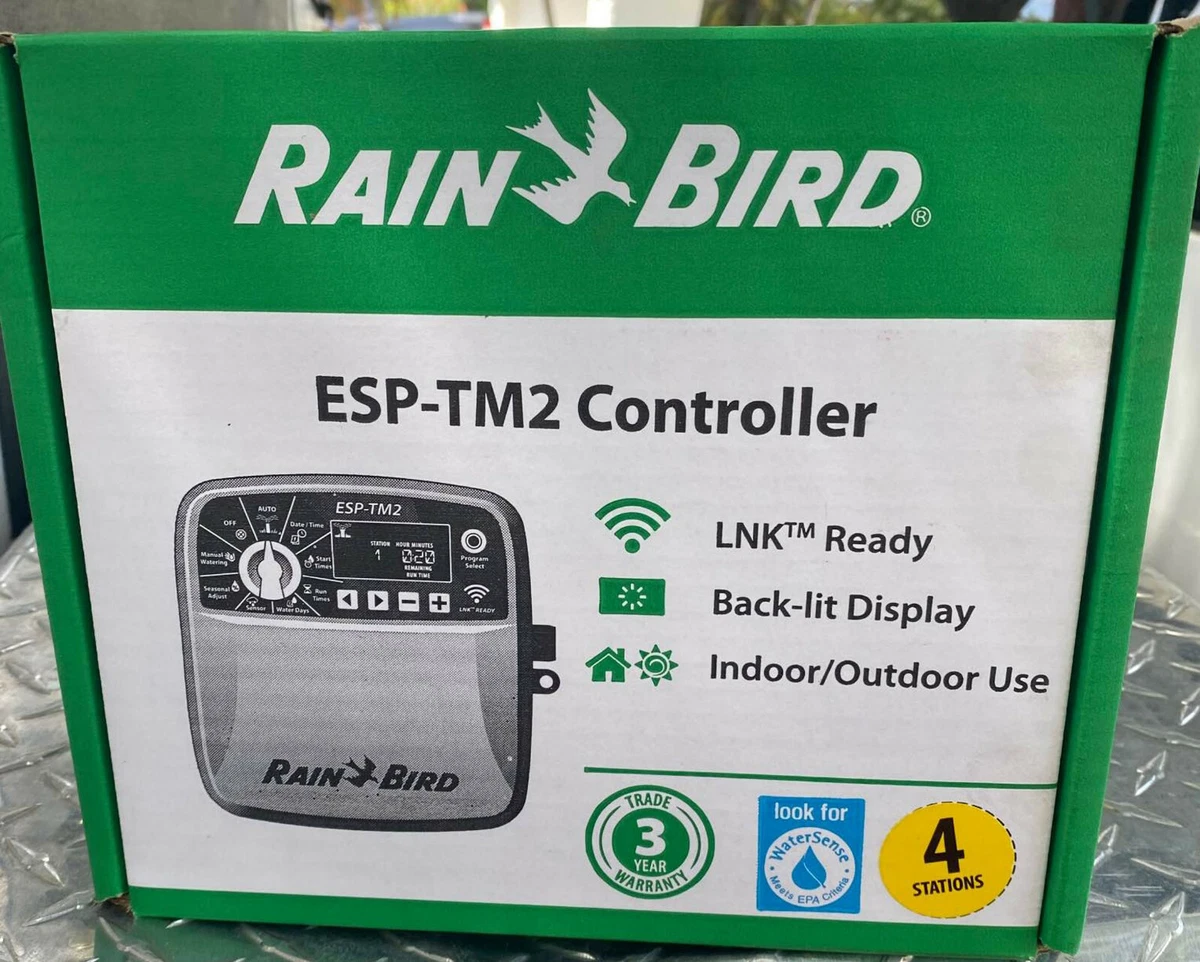 RAIN BIRD®
ESP-TM2 Controller
ESP-TM2
AUTO
OFF
Date / Time
Manual
Watering
Start
Times
Seasonal
Adjust
Run
Times
Sensor
Water Days
STATION HOUR MINUTES
1 0:20
REMAINING
RUN TIME
Program
Select
LNK™ READY
RAIN BIRD
LNK™ Ready
Back-lit Display
Indoor/Outdoor Use
TRADE
3
YEAR
WARRANTY
look for
WaterSense
Meets EPA Criteria
4
STATIONS